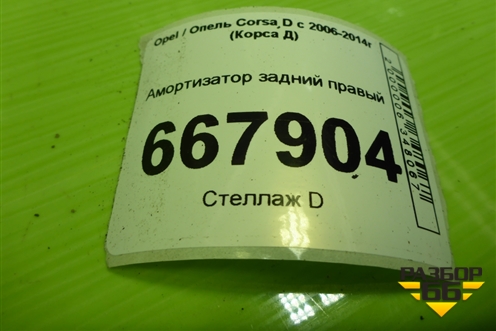 Opel / Опель Corsa D с 2006-2014г
(Корса Д)
Амортизатор задний правый
667904
Стеллаж D
РАЗБОР
66